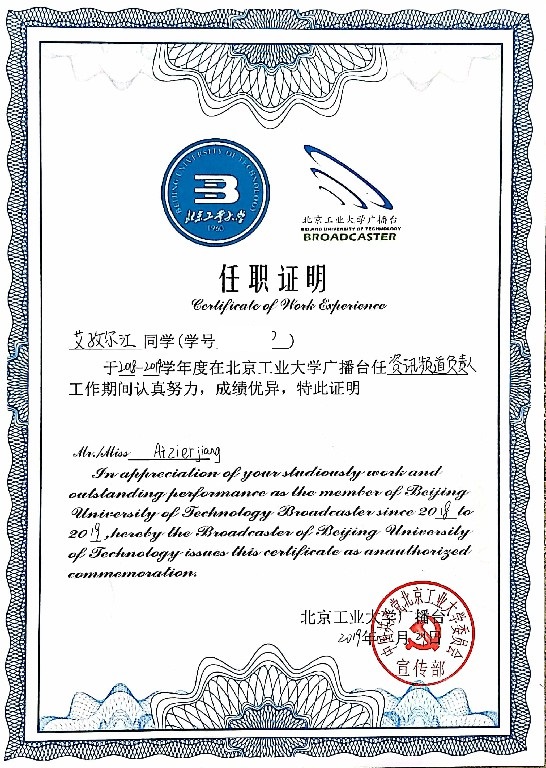 BEIJING UNIVERSITY OF TECHNOLOGY
北京工业大学
1960
北京工业大学广播台
BEIJING UNIVERSITY OF TECHNOLOGY
BROADCASTER
任职证明
Certificate of Work Experience
艾孜尔江 同学(学号 ? )
于2018-2019学年度在北京工业大学广播台任资讯频道负责人
工作期间认真努力，成绩优异，特此证明
Mr./Miss Aizierjiang
In appreciation of your studiously work and
outstanding performance as the member of Beijing
University of Technology Broadcaster since 2018 to
2019, hereby the Broadcaster of Beijing University
of Technology issues this certificate as anauthorized
commemoration.
北京工业大学广播台
2019年 月 日
中国共产党北京工业大学委员会
宣传部